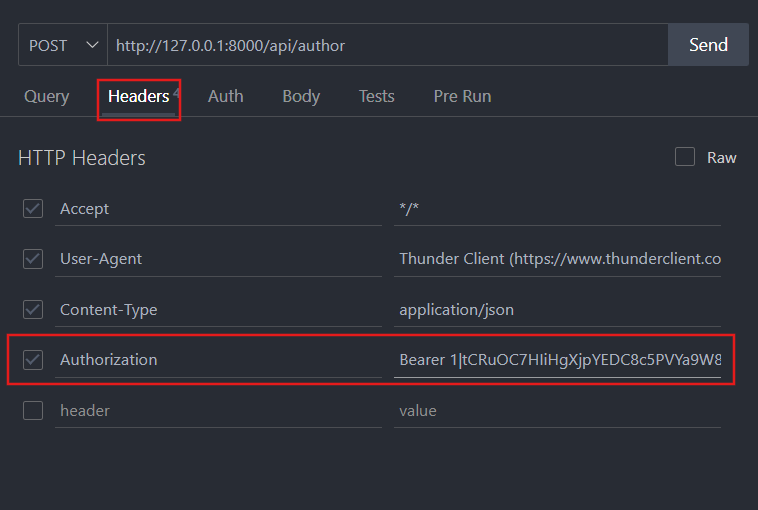 POST http://127.0.0.1:8000/api/author Send
Query Headers 4 Auth Body Tests Pre Run
HTTP Headers Raw
Accept */*
User-Agent Thunder Client (https://www.thunderclient.co
Content-Type application/json
Authorization Bearer 1|tCRuOC7HIiHgXjpYEDC8c5PVYa9W8
header value